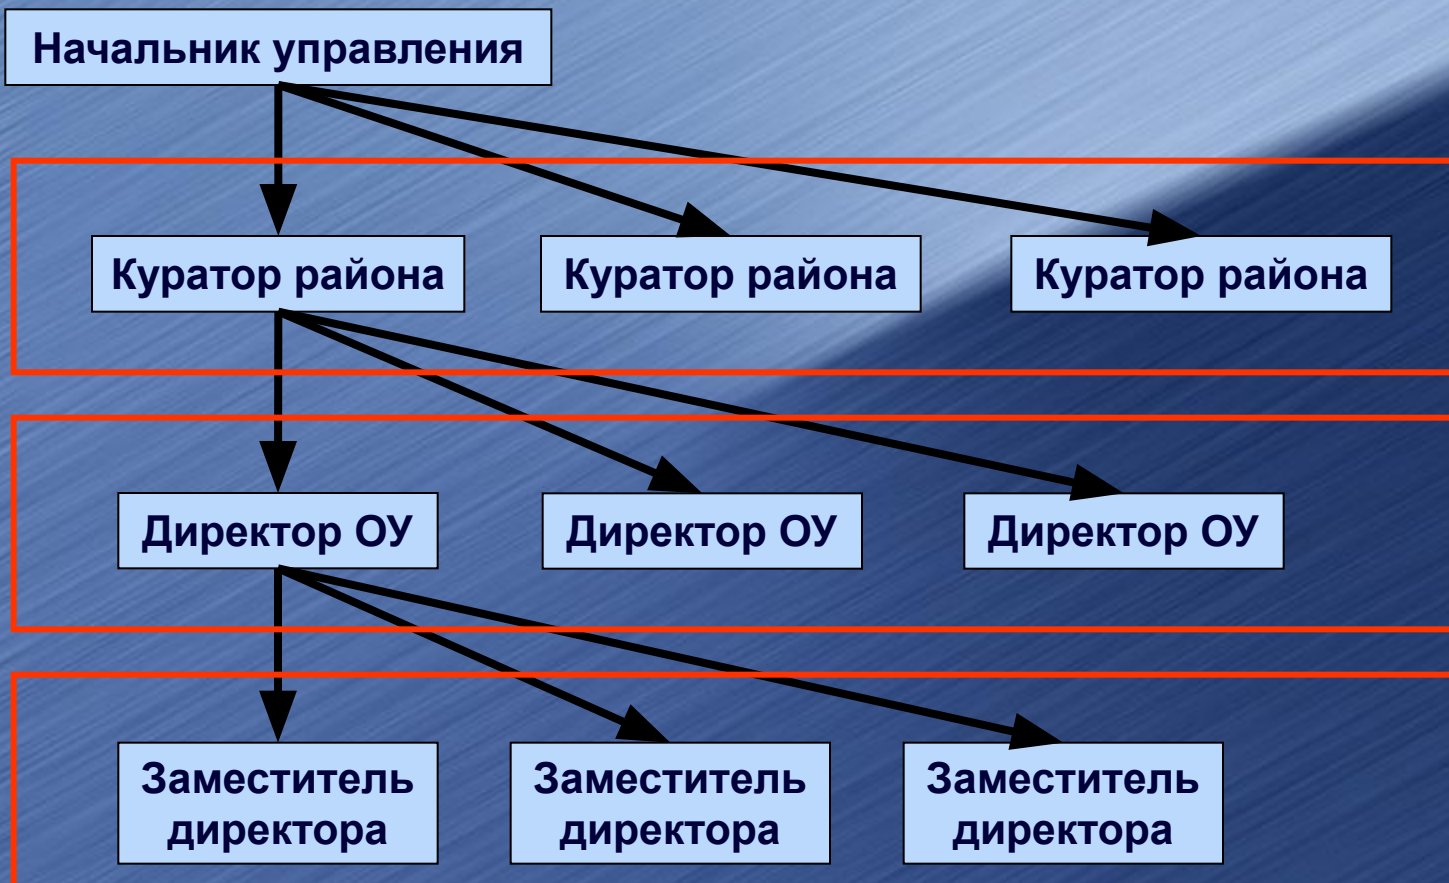 Начальник управления
Куратор района
Куратор района
Куратор района
Директор ОУ
Директор ОУ
Директор ОУ
Заместитель
директора
Заместитель
директора
Заместитель
директора